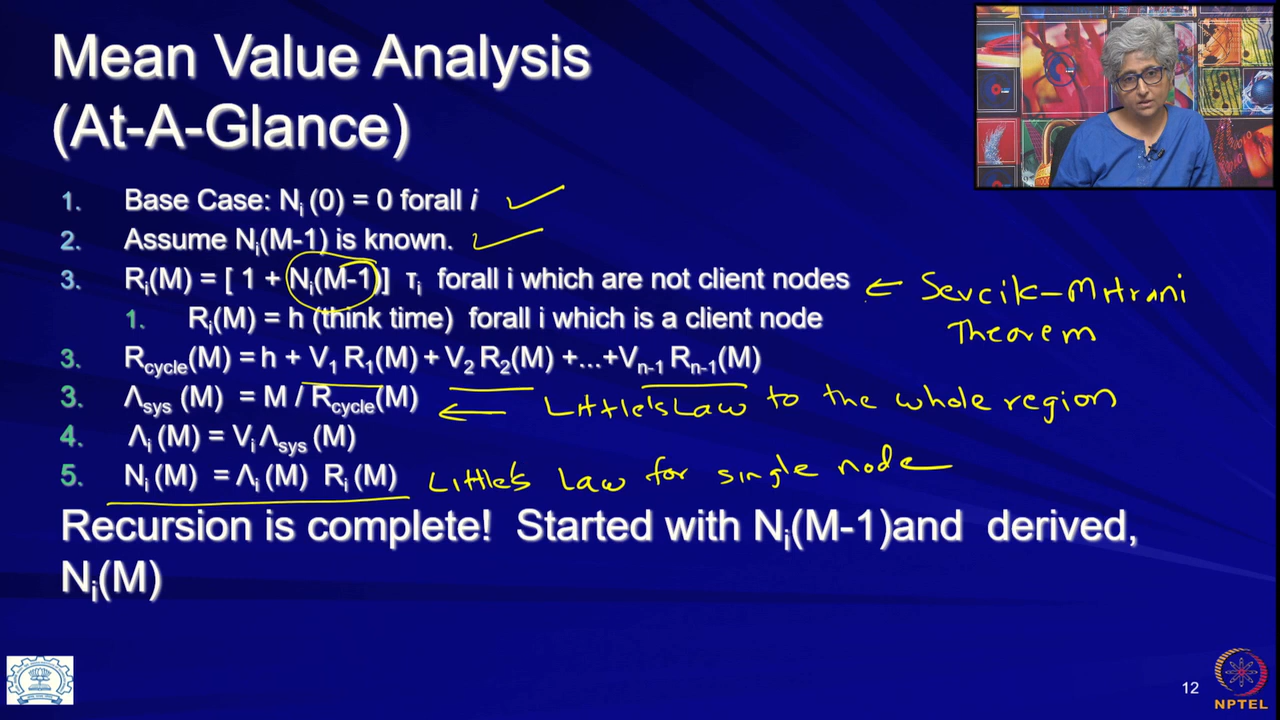 Mean Value Analysis
(At-A-Glance)
1. Base Case: Ni (0) = 0 forall i
2. Assume Ni(M-1) is known.
3. Ri(M) = [ 1 + Ni(M-1)] τi forall i which are not client nodes
← Sevcik-Mitrani
Theorem
1. Ri(M) = h (think time) forall i which is a client node
3. Rcycle(M) = h + V1 R1(M) + V2 R2(M) +...+Vn-1 Rn-1(M)
3. Λsys (M) = M / Rcycle(M)
← Little's Law to the whole region
4. Λi (M) = Vi Λsys (M)
5. Ni (M) = Λi (M) Ri (M) Little's Law for single node
Recursion is complete! Started with Ni(M-1)and derived,
Ni(M)
12
NPTEL